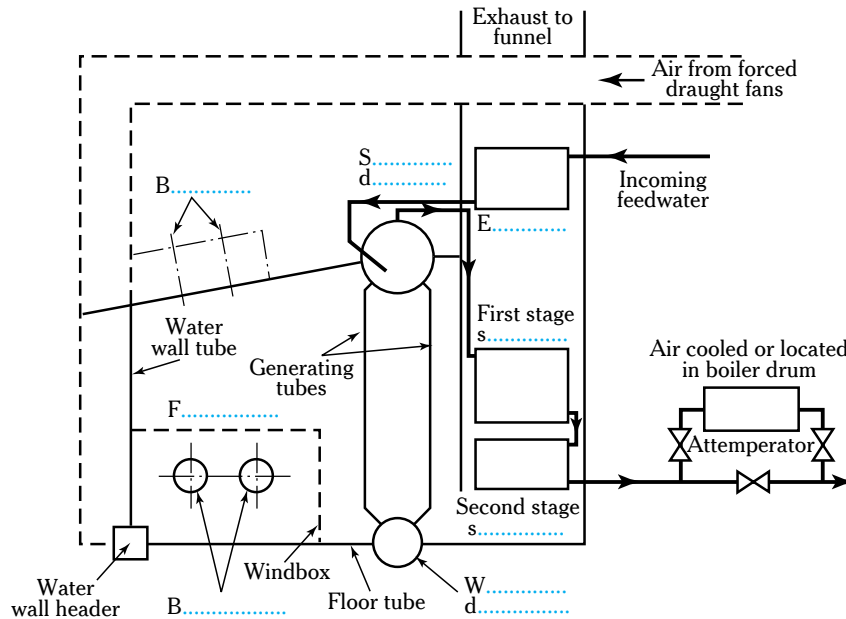 Exhaust to
funnel
Air from forced
draught fans
S..............
d..............
B..............
Incoming
feedwater
E.............
First stage
s...............
Water
wall tube
Generating
tubes
Air cooled or located
in boiler drum
F.................
Attemperator
Second stage
s...............
Windbox
Water
wall header
B...................
Floor tube
W..............
d...............